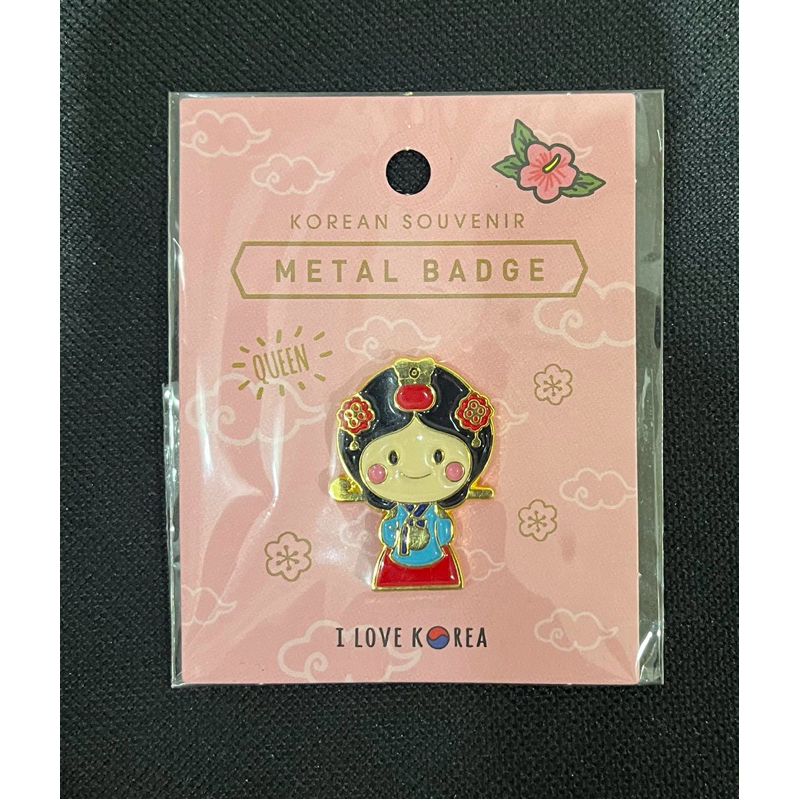 KOREAN SOUVENIR
METAL BADGE
QUEEN
I LOVE KOREA